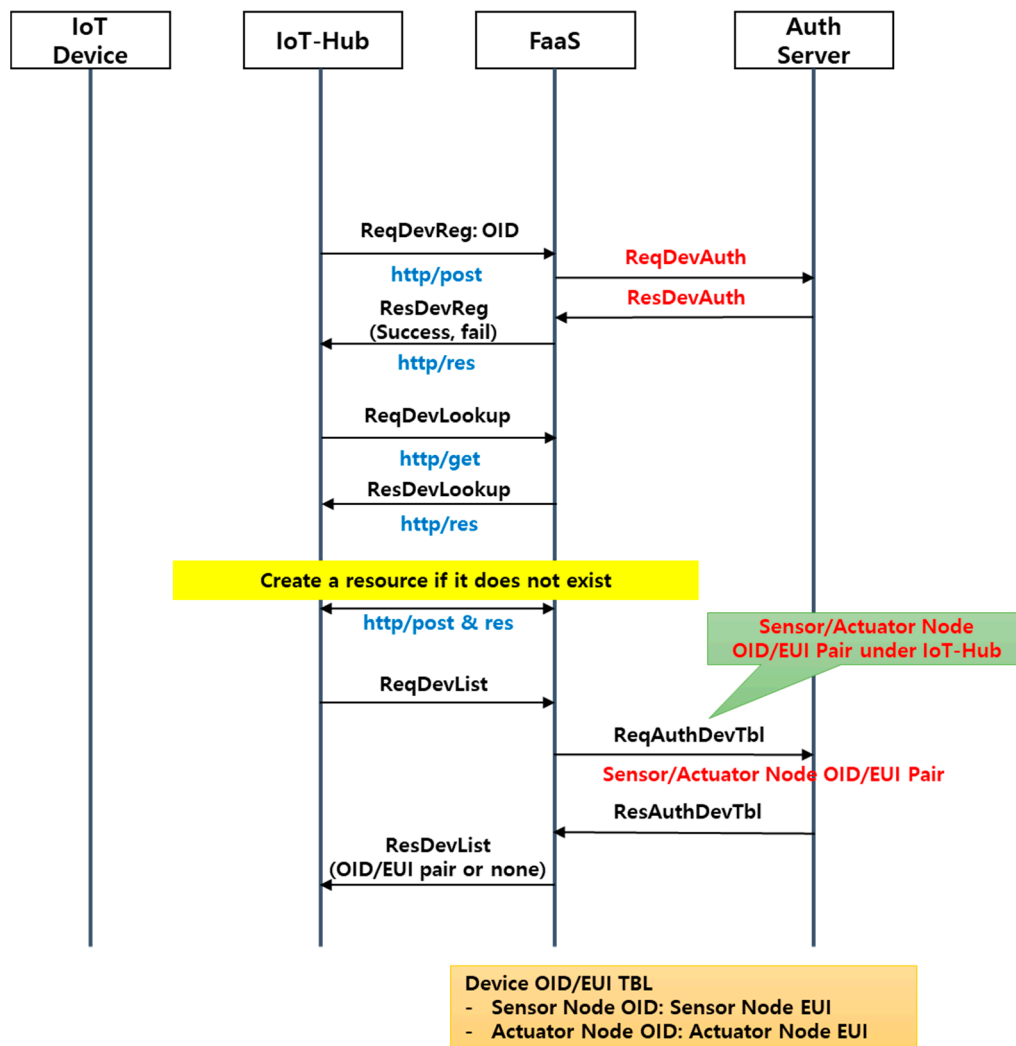 IoT
Device
IoT-Hub
FaaS
Auth
Server
ReqDevReg: OID
http/post
ReqDevAuth
ResDevAuth
ResDevReg
(Success, fail)
http/res
ReqDevLookup
http/get
ResDevLookup
http/res
Create a resource if it does not exist
http/post & res
Sensor/Actuator Node
OID/EUI Pair under IoT-Hub
ReqDevList
ReqAuthDevTbl
Sensor/Actuator Node OID/EUI Pair
ResAuthDevTbl
ResDevList
(OID/EUI pair or none)
Device OID/EUI TBL
- Sensor Node OID: Sensor Node EUI
- Actuator Node OID: Actuator Node EUI